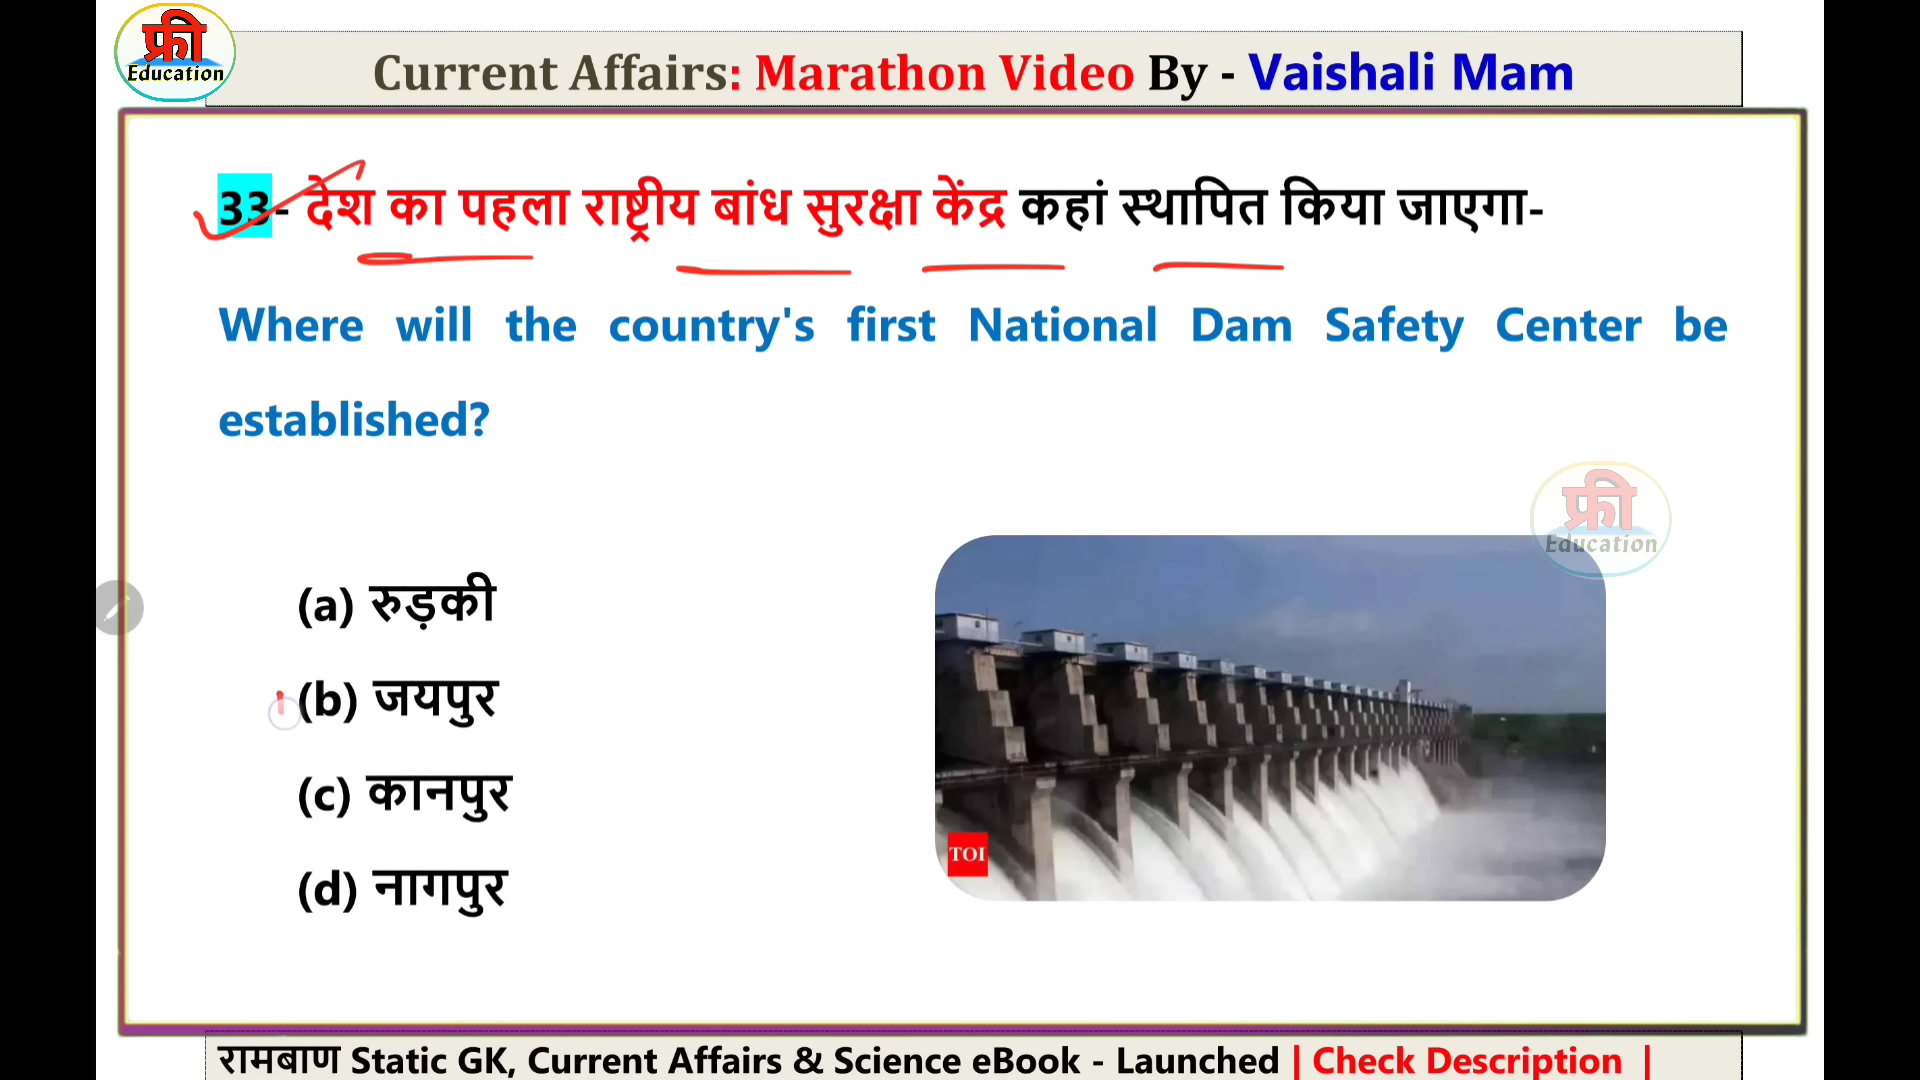 फ्री
Education
Current Affairs: Marathon Video By - Vaishali Mam
33- देश का पहला राष्ट्रीय बांध सुरक्षा केंद्र कहां स्थापित किया जाएगा-
Where will the country's first National Dam Safety Center be
established?
फ्री
Education
(a) रुड़की
(b) जयपुर
(c) कानपुर
(d) नागपुर
TOI
रामबाण Static GK, Current Affairs & Science eBook - Launched | Check Description |